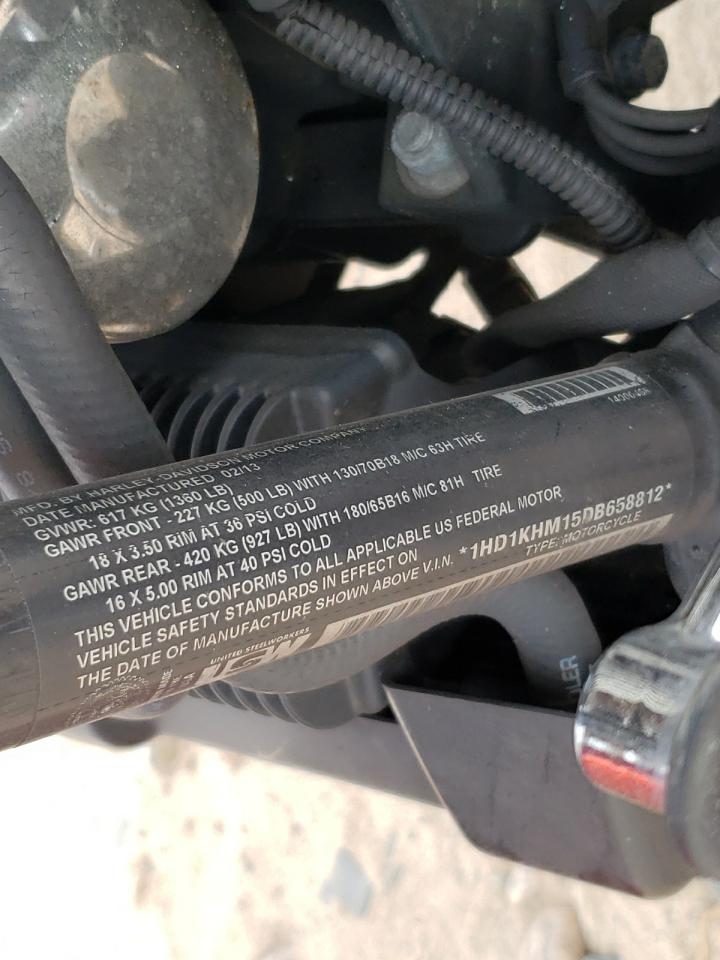 MFD. BY HARLEY-DAVIDSON MOTOR COMPANY
DATE MANUFACTURED 02/13
GVWR: 617 KG (1360 LB)
GAWR FRONT - 227 KG (500 LB) WITH 130/70B18 M/C 63H TIRE
18 X 3.50 RIM AT 36 PSI COLD
GAWR REAR - 420 KG (927 LB) WITH 180/65B16 M/C 81H TIRE
16 X 5.00 RIM AT 40 PSI COLD
THIS VEHICLE CONFORMS TO ALL APPLICABLE US FEDERAL MOTOR
VEHICLE SAFETY STANDARDS IN EFFECT ON
THE DATE OF MANUFACTURE SHOWN ABOVE V.I.N. *1HD1KHM15DB658812*
TYPE: MOTORCYCLE
UNITED STEELWORKERS